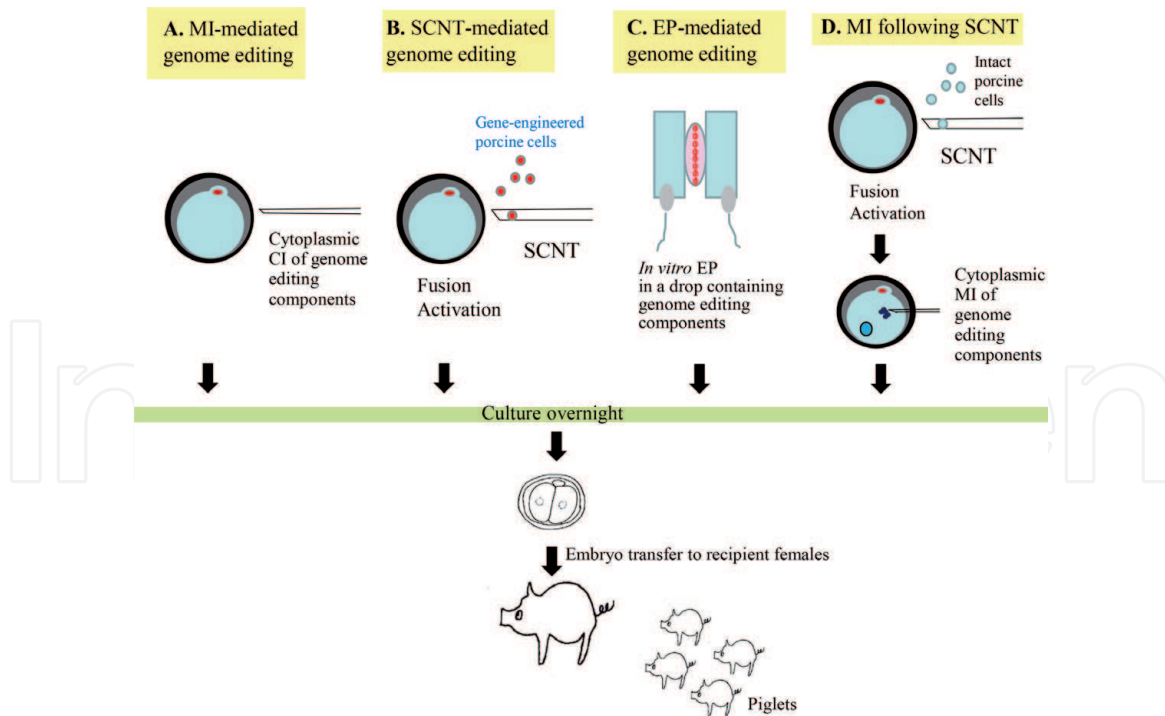 A. MI-mediated
genome editing
B. SCNT-mediated
genome editing
C. EP-mediated
genome editing
D. MI following SCNT
Cytoplasmic
CI of genome
editing
components
Gene-engineered
porcine cells
SCNT
Fusion
Activation
In vitro EP
in a drop containing
genome editing
components
Intact
porcine
cells
SCNT
Fusion
Activation
Cytoplasmic
MI of
genome
editing
components
Culture overnight
Embryo transfer to recipient females
Piglets